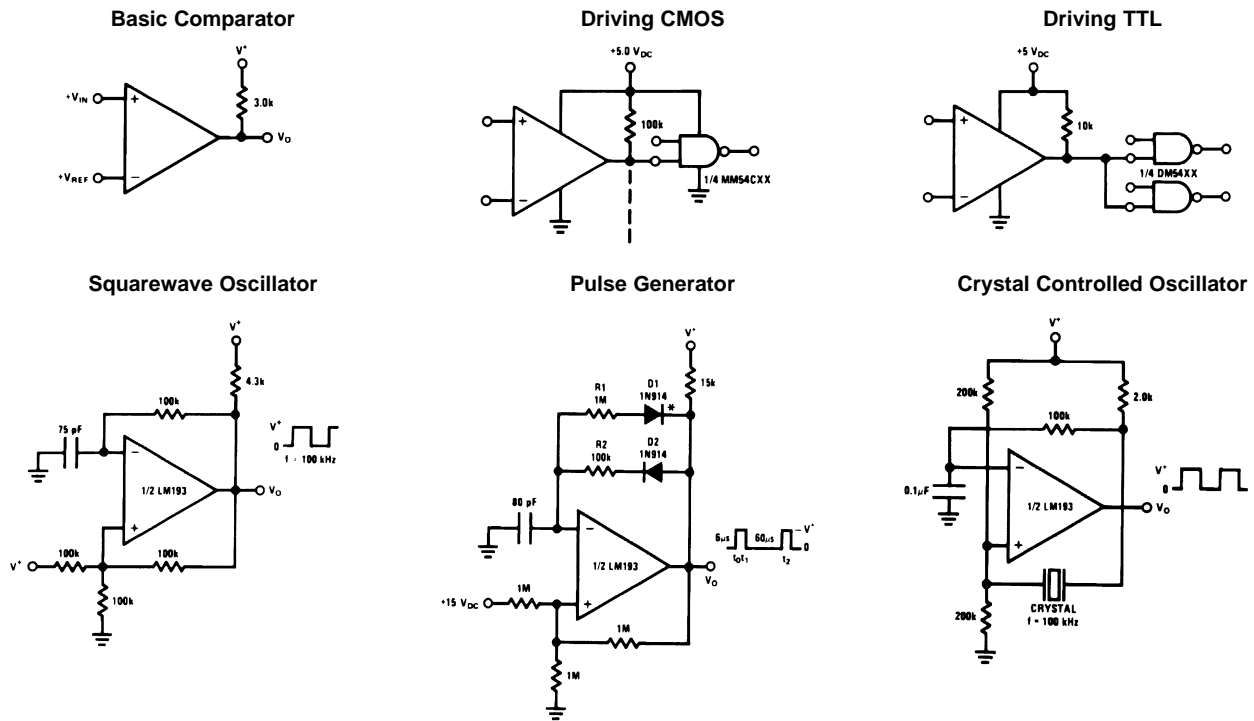 Basic Comparator
V+
3.0k
+VIN
+
VO
+VREF
−
Driving CMOS
+5.0 VDC
+
100k
−
1/4 MM54CXX
Driving TTL
+5 VDC
+
10k
−
1/4 DM54XX
Squarewave Oscillator
V+
4.3k
100k
75 pF
V+
0
f = 100 kHz
−
1/2 LM193
VO
+
V+
100k
100k
100k
Pulse Generator
V+
15k
R1
1M
D1
1N914
*
R2
100k
D2
1N914
80 pF
−
6µs
60µs
V+
0
t0 t1
t2
1/2 LM193
VO
+15 VDC
1M
+
1M
1M
Crystal Controlled Oscillator
V+
200k
2.0k
100k
−
0.1µF
V+
0
1/2 LM193
VO
+
200k
CRYSTAL
f = 100 kHz